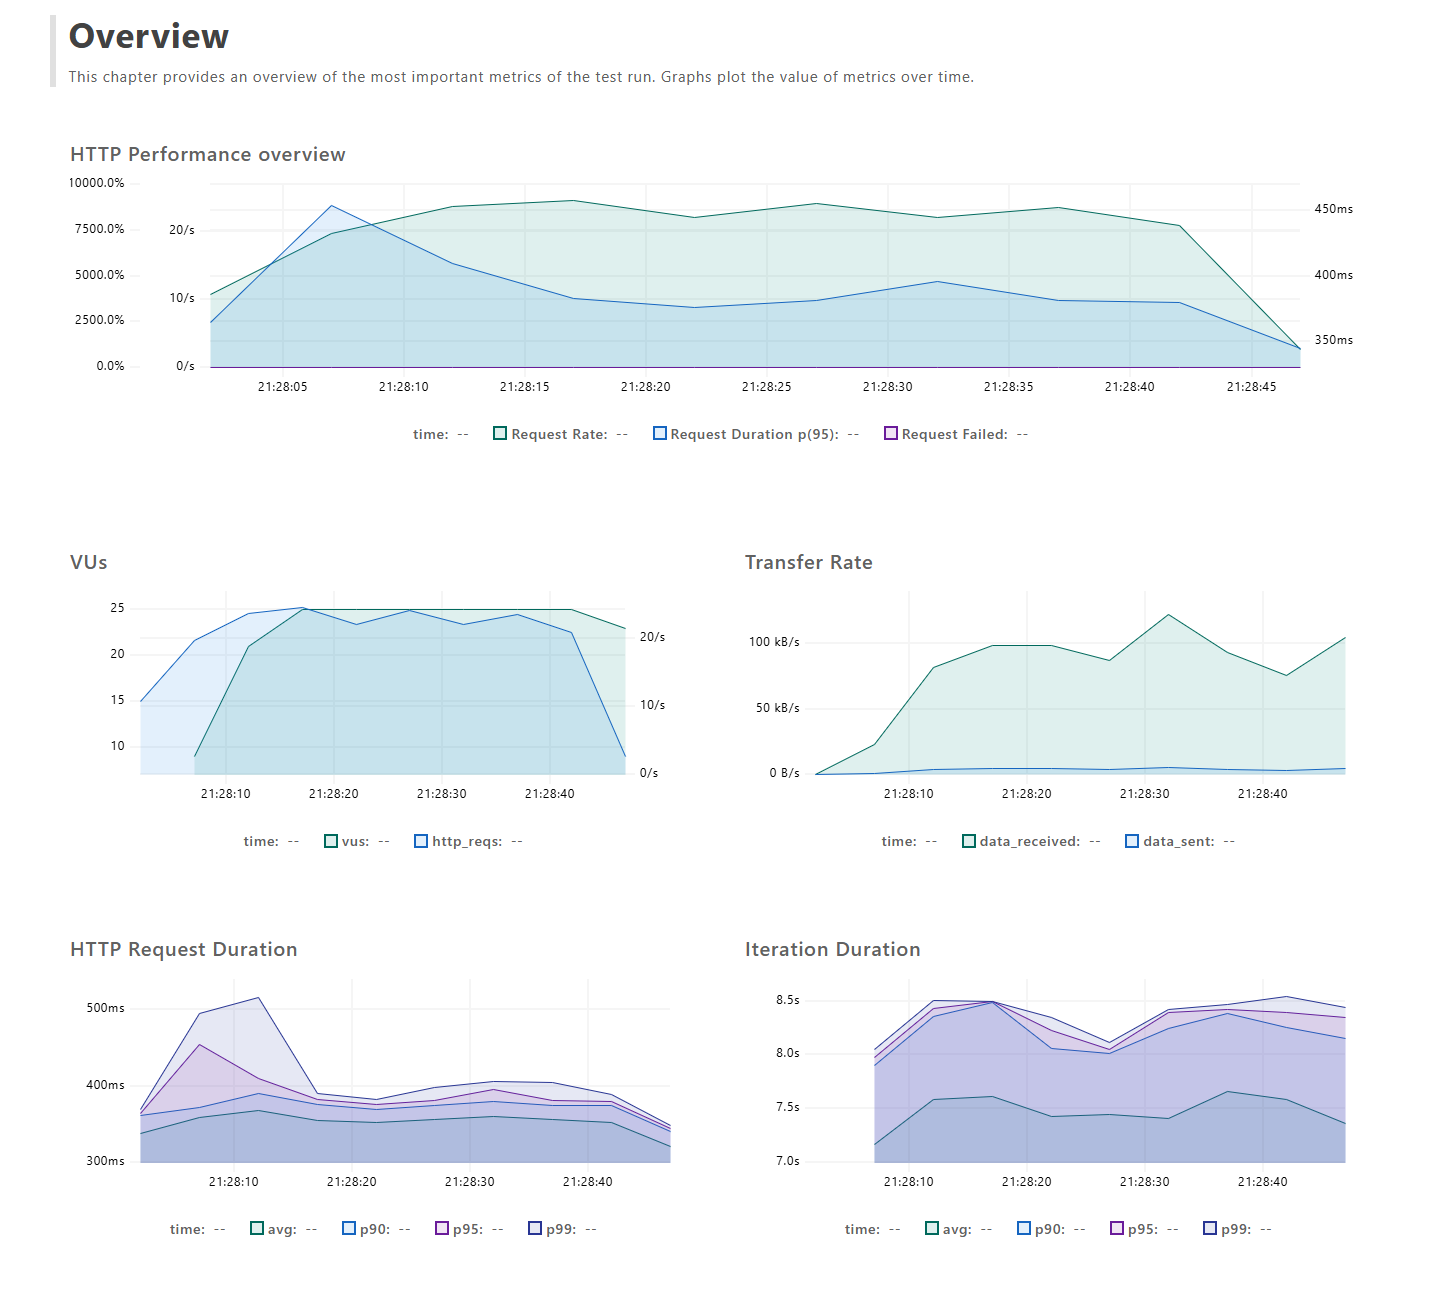 Overview
This chapter provides an overview of the most important metrics of the test run. Graphs plot the value of metrics over time.
HTTP Performance overview
10000.0%
7500.0%
5000.0%
2500.0%
0.0%
20/s
10/s
0/s
450ms
400ms
350ms
21:28:05 21:28:10 21:28:15 21:28:20 21:28:25 21:28:30 21:28:35 21:28:40 21:28:45
time: -- Request Rate: -- Request Duration p(95): -- Request Failed: --
VUs
25
20
15
10
20/s
10/s
0/s
21:28:10 21:28:20 21:28:30 21:28:40
time: -- vus: -- http_reqs: --
Transfer Rate
100 kB/s
50 kB/s
0 B/s
21:28:10 21:28:20 21:28:30 21:28:40
time: -- data_received: -- data_sent: --
HTTP Request Duration
500ms
400ms
300ms
21:28:10 21:28:20 21:28:30 21:28:40
time: -- avg: -- p90: -- p95: -- p99: --
Iteration Duration
8.5s
8.0s
7.5s
7.0s
21:28:10 21:28:20 21:28:30 21:28:40
time: -- avg: -- p90: -- p95: -- p99: --